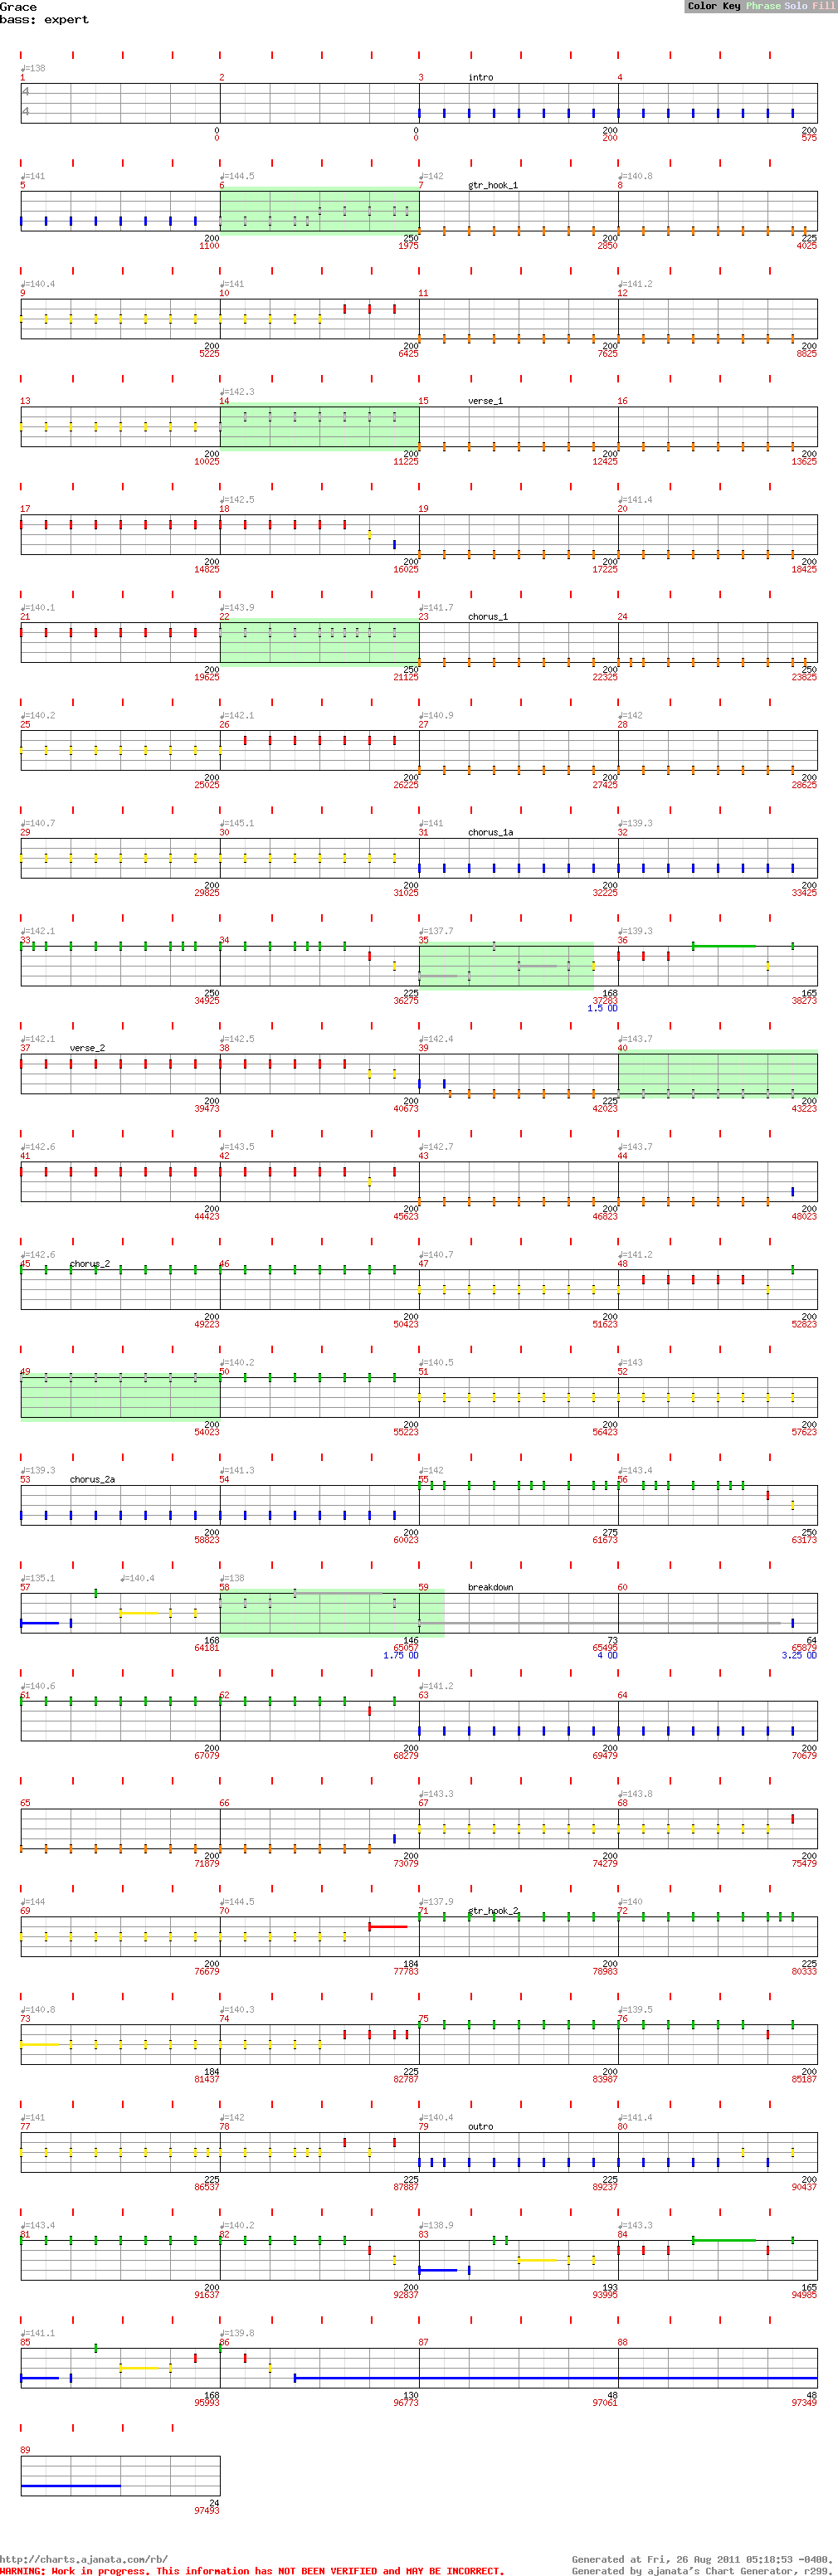 Grace
Color Key Phrase Solo Fill
bass: expert
♩=138
1 2 3 intro 4
4
4
0 0 200 200
0 0 200 575
♩=141 ♩=144.5 ♩=142 ♩=140.8
5 6 7 gtr_hook_1 8
200 250 200 225
1100 1975 2850 4025
♩=140.4 ♩=141 ♩=141.2
9 10 11 12
200 200 200 200
5225 6425 7625 8825
♩=142.3
13 14 15 verse_1 16
200 200 200 200
10025 11225 12425 13625
♩=142.5 ♩=141.4
17 18 19 20
200 200 200 200
14825 16025 17225 18425
♩=140.1 ♩=143.9 ♩=141.7
21 22 23 chorus_1 24
200 250 200 250
19625 21125 22325 23825
♩=140.2 ♩=142.1 ♩=140.9 ♩=142
25 26 27 28
200 200 200 200
25025 26225 27425 28625
♩=140.7 ♩=145.1 ♩=141 ♩=139.3
29 30 31 chorus_1a 32
200 200 200 200
29825 31025 32225 33425
♩=142.1 ♩=137.7 ♩=139.3
33 34 35 36
250 225 168 165
34925 36275 37283 38273
1.5 OD
♩=142.1 ♩=142.5 ♩=142.4 ♩=143.7
37 verse_2 38 39 40
200 200 225 200
39473 40673 42023 43223
♩=142.6 ♩=143.5 ♩=142.7 ♩=143.7
41 42 43 44
200 200 200 200
44423 45623 46823 48023
♩=142.6 ♩=140.7 ♩=141.2
45 chorus_2 46 47 48
200 200 200 200
49223 50423 51623 52823
♩=140.2 ♩=140.5 ♩=143
49 50 51 52
200 200 200 200
54023 55223 56423 57623
♩=139.3 ♩=141.3 ♩=142 ♩=143.4
53 chorus_2a 54 55 56
200 200 275 250
58823 60023 61673 63173
♩=135.1 ♩=140.4 ♩=138
57 58 59 breakdown 60
168 146 73 64
64181 65057 65495 65879
1.75 OD 4 OD 3.25 OD
♩=140.6 ♩=141.2
61 62 63 64
200 200 200 200
67079 68279 69479 70679
♩=143.3 ♩=143.8
65 66 67 68
200 200 200 200
71879 73079 74279 75479
♩=144 ♩=144.5 ♩=137.9 ♩=140
69 70 71 gtr_hook_2 72
200 184 200 225
76679 77783 78983 80333
♩=140.8 ♩=140.3 ♩=139.5
73 74 75 76
184 225 200 200
81437 82787 83987 85187
♩=141 ♩=142 ♩=140.4 ♩=141.4
77 78 79 outro 80
225 225 225 200
86537 87887 89237 90437
♩=143.4 ♩=140.2 ♩=138.9 ♩=143.3
81 82 83 84
200 200 193 165
91637 92837 93995 94985
♩=141.1 ♩=139.8
85 86 87 88
168 130 48 48
95993 96773 97061 97349
89
24
97493
http://charts.ajanata.com/rb/
Generated at Fri, 26 Aug 2011 05:18:53 -0400.
WARNING: Work in progress. This information has NOT BEEN VERIFIED and MAY BE INCORRECT.
Generated by ajanata's Chart Generator, r299.